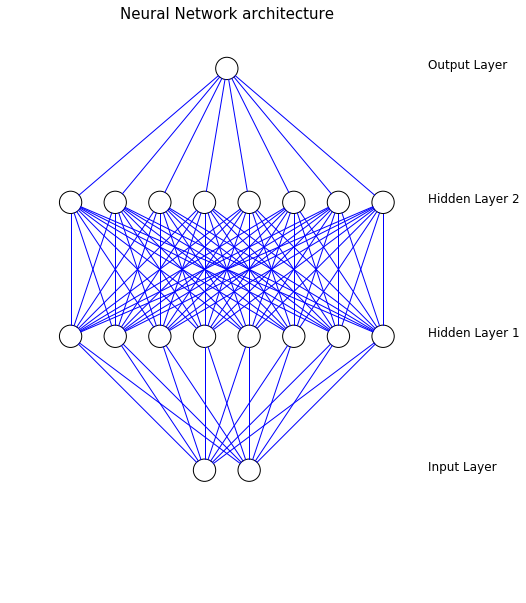 Neural Network architecture
Output Layer
Hidden Layer 2
Hidden Layer 1
Input Layer